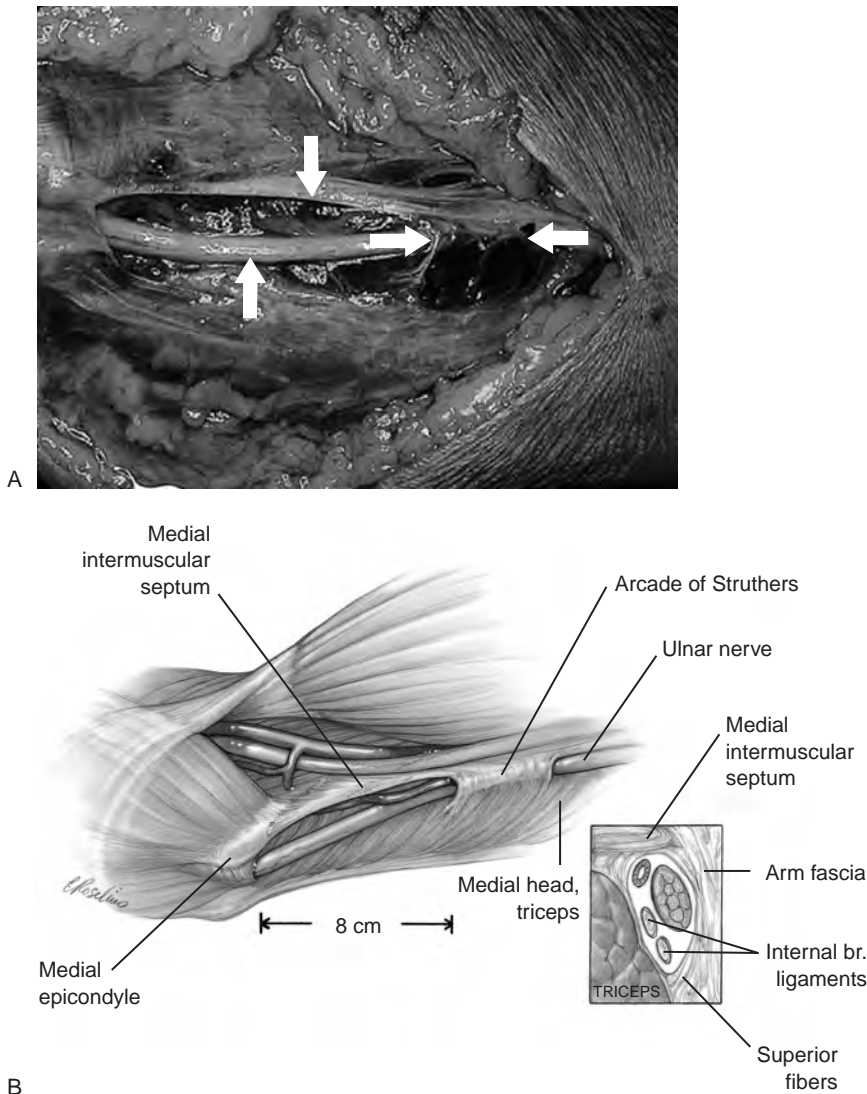 A
Medial
intermuscular
septum
Arcade of Struthers
Ulnar nerve
Medial
intermuscular
septum
Arm fascia
Medial head,
triceps
8 cm
Internal br.
ligaments
Medial
epicondyle
TRICEPS
Superior
fibers
B